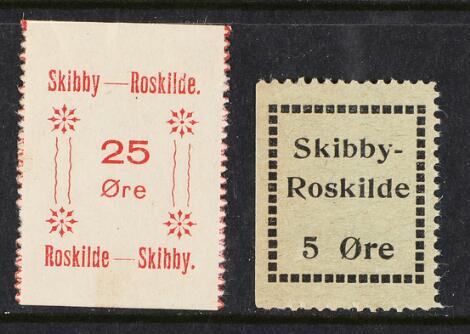 Skibby — Roskilde.
25
Øre
Roskilde — Skibby.
Skibby-
Roskilde
5 Øre